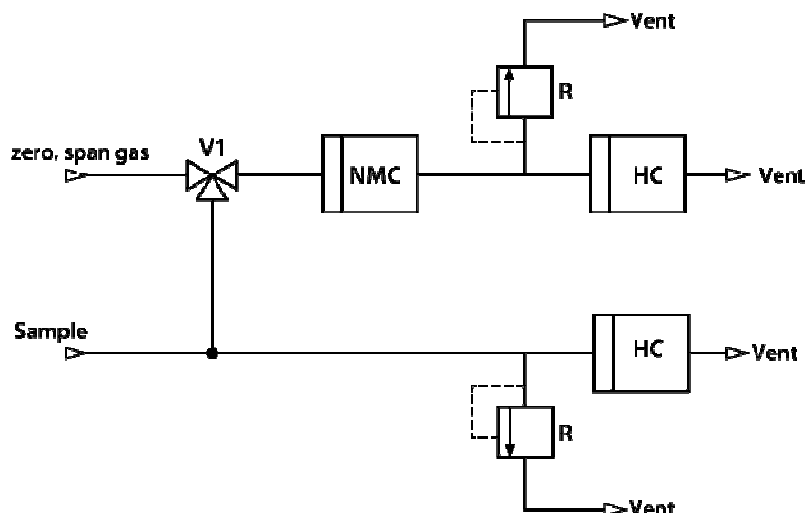 Vent
R
zero, span gas
V1
NMC
HC
Vent
Sample
HC
Vent
R
Vent